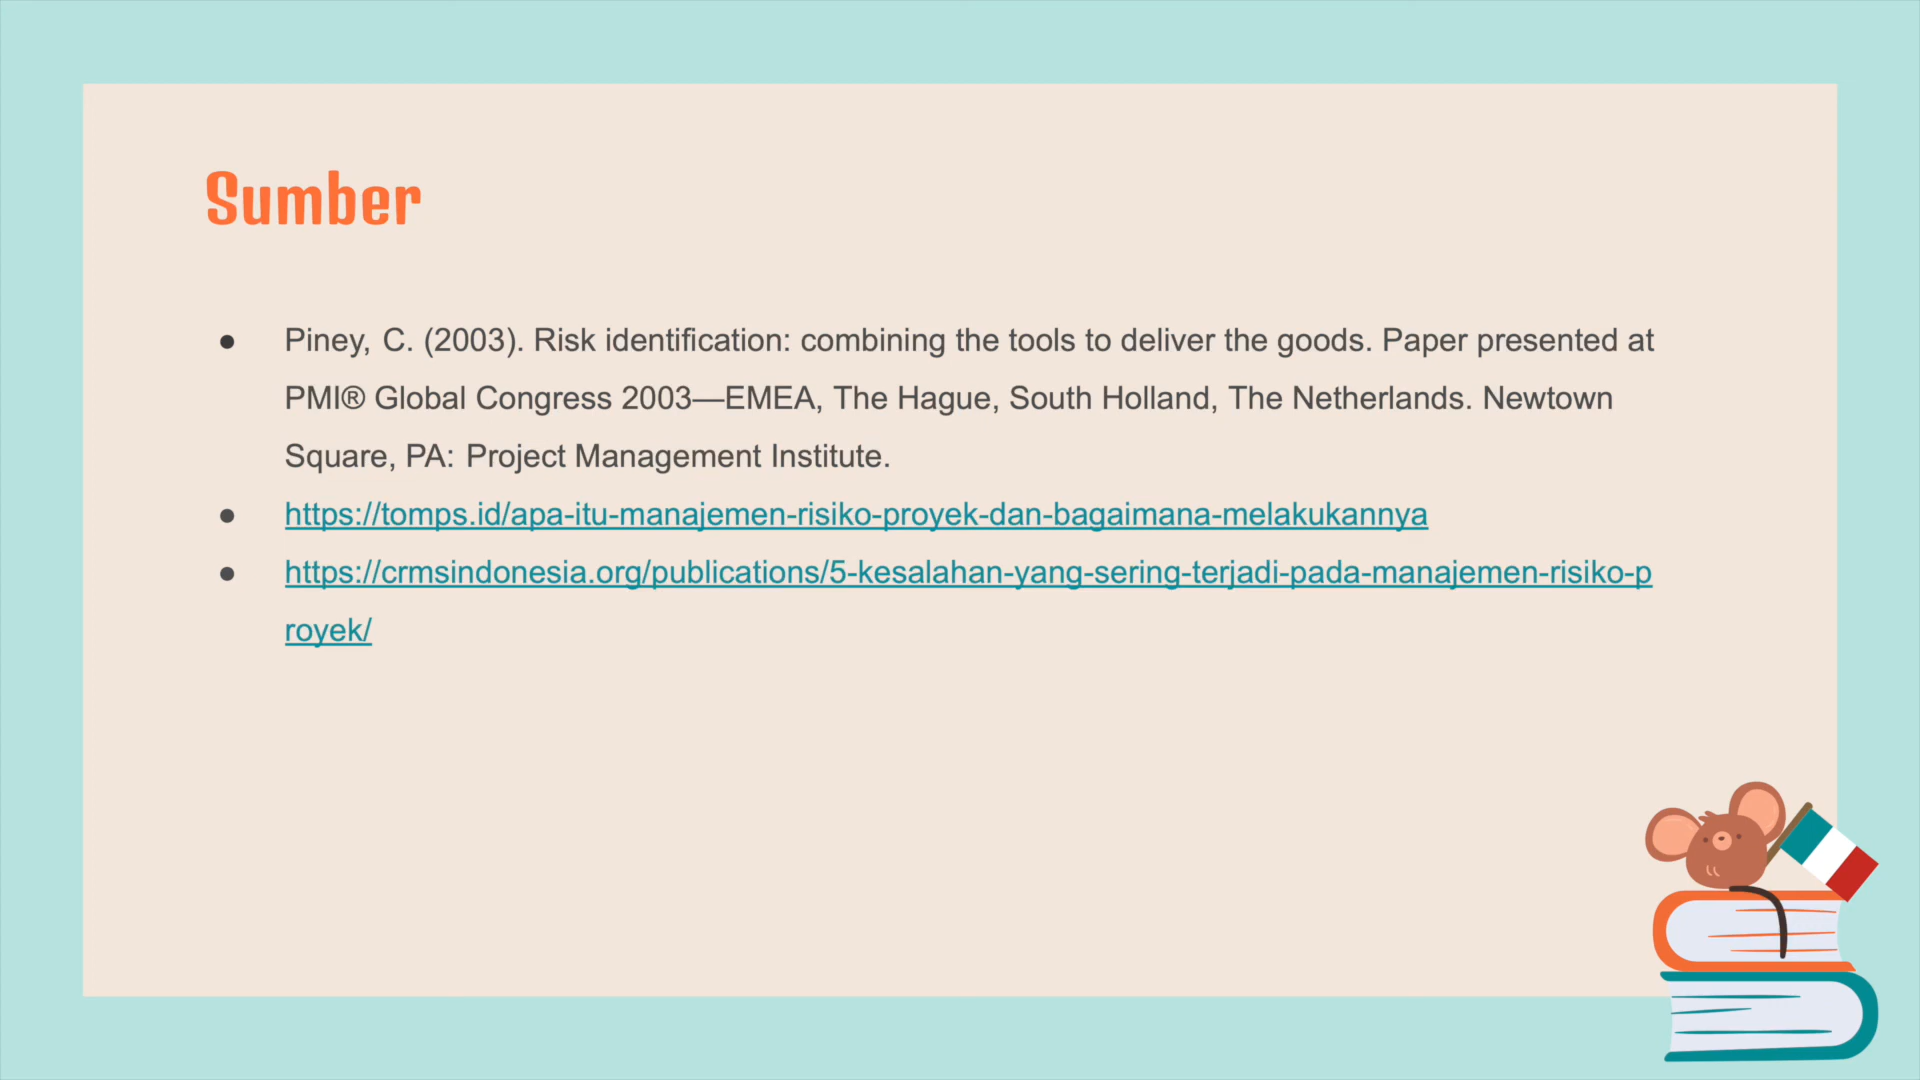 Sumber
● Piney, C. (2003). Risk identification: combining the tools to deliver the goods. Paper presented at
PMI® Global Congress 2003—EMEA, The Hague, South Holland, The Netherlands. Newtown
Square, PA: Project Management Institute.
● https://tomps.id/apa-itu-manajemen-risiko-proyek-dan-bagaimana-melakukannya
● https://crmsindonesia.org/publications/5-kesalahan-yang-sering-terjadi-pada-manajemen-risiko-p
royek/